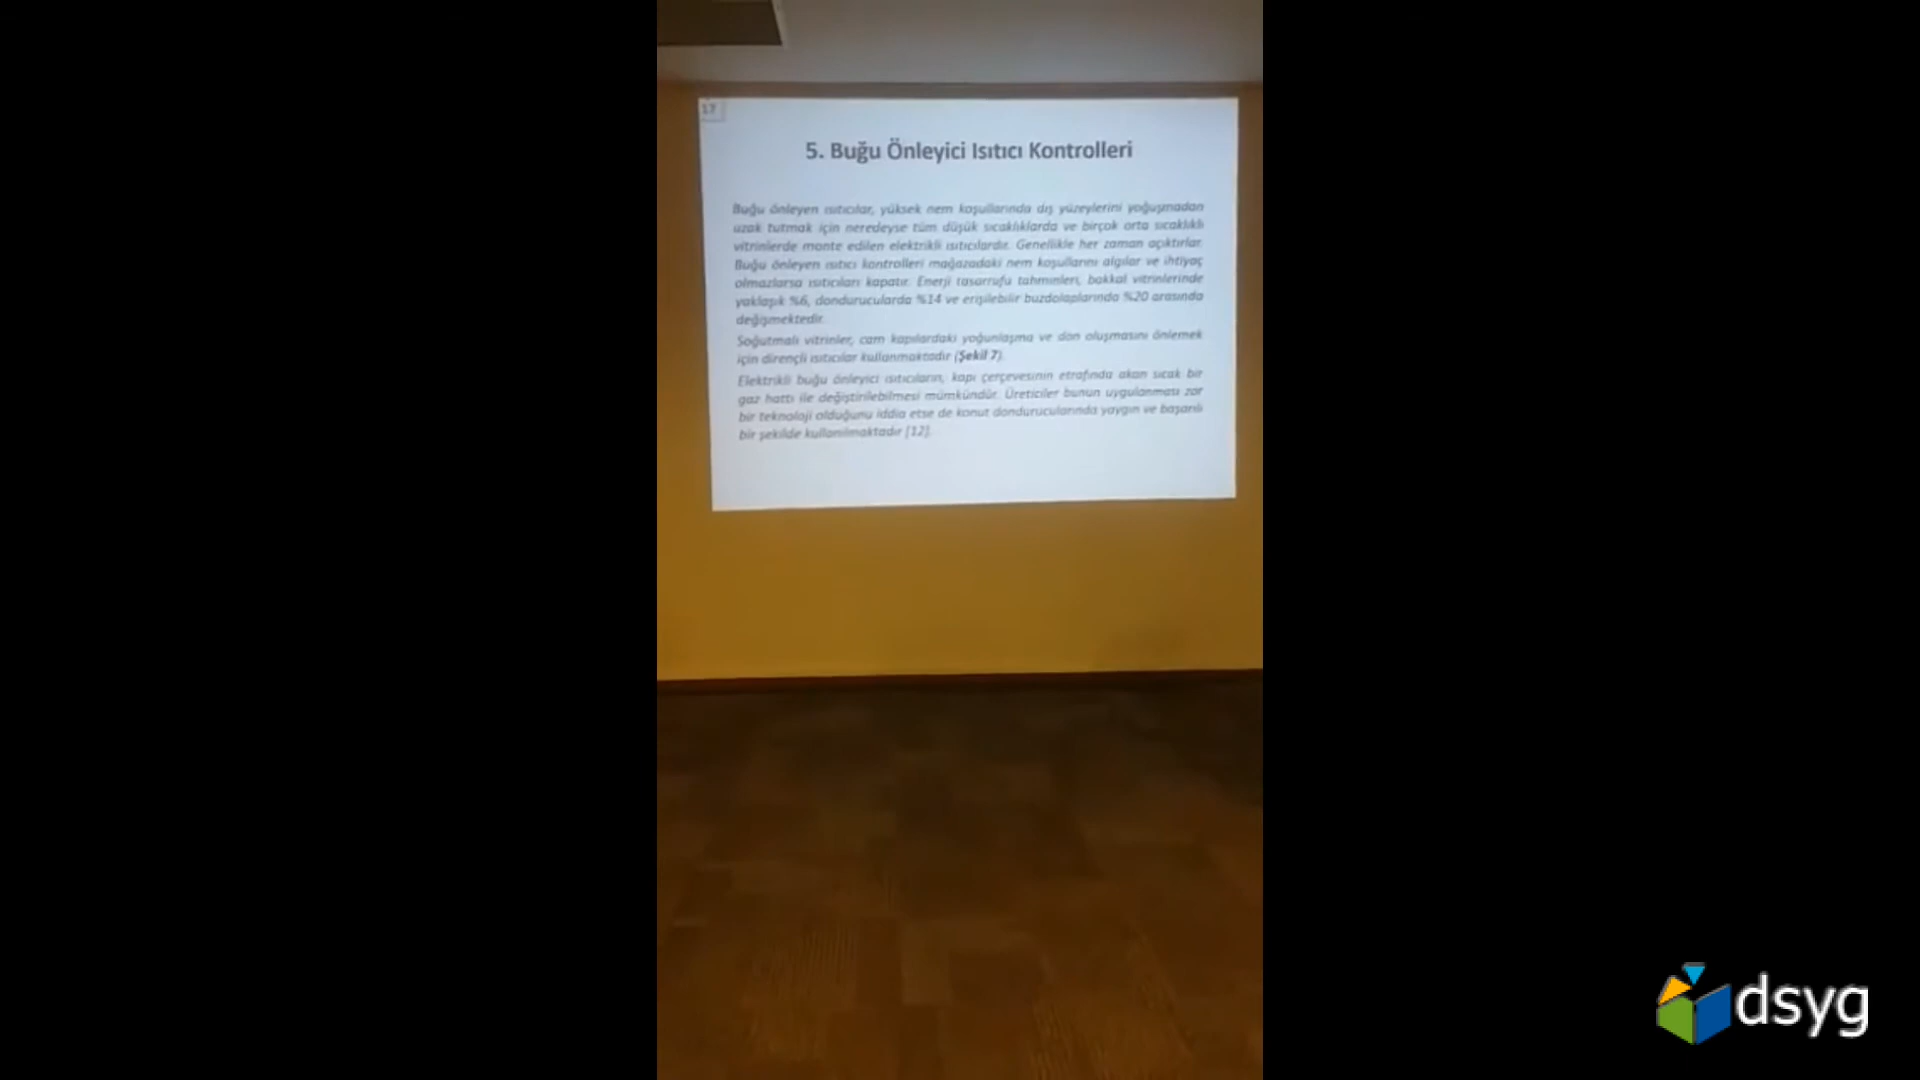 17
5. Buğu Önleyici Isıtıcı Kontrolleri
Buğu önleyen ısıtıcılar, yüksek nem koşullarında dış yüzeylerini yoğuşmadan
uzak tutmak için neredeyse tüm düşük sıcaklıklarda ve birçok orta sıcaklıklı
vitrinlerde monte edilen elektrikli ısıtıcılardır. Genellikle her zaman açıktırlar.
Buğu önleyen ısıtıcı kontrolleri mağazadaki nem koşullarını algılar ve ihtiyaç
olmazlarsa ısıtıcıları kapatır. Enerji tasarrufu tahminleri, bakkal vitrinlerinde
yaklaşık %6, dondurucularda %14 ve erişilebilir buzdolaplarında %20 arasında
değişmektedir.
Soğutmalı vitrinler, cam kapılardaki yoğunlaşma ve don oluşmasını önlemek
için dirençli ısıtıcılar kullanmaktadır (Şekil 7).
Elektrikli buğu önleyici ısıtıcıların, kapı çerçevesinin etrafında akan sıcak bir
gaz hattı ile değiştirilebilmesi mümkündür. Üreticiler bunun uygulanması zor
bir teknoloji olduğunu iddia etse de konut dondurucularında yaygın ve başarılı
bir şekilde kullanılmaktadır [12].
dsyg